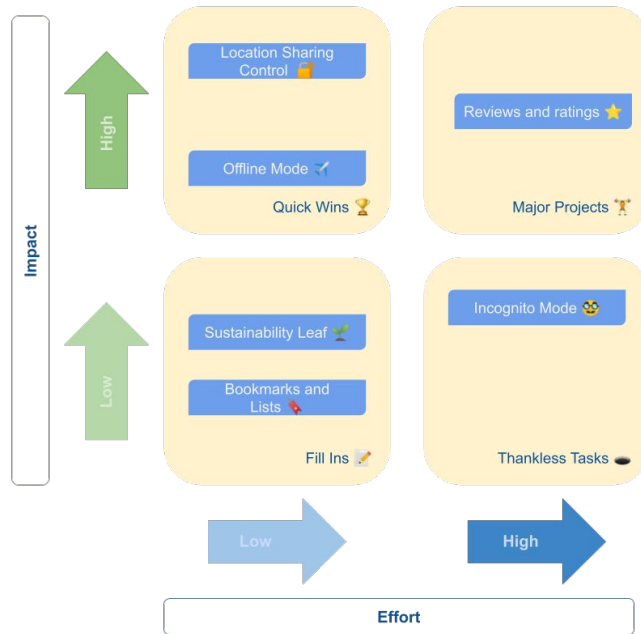 Location Sharing
Control 🔐
Offline Mode ✈️
Quick Wins 🏆
Reviews and ratings ⭐
Major Projects 🏋️
High
Impact
Sustainability Leaf 🌱
Bookmarks and
Lists 🔖
Fill Ins 📝
Incognito Mode 🥸
Thankless Tasks 🕳️
Low
Low
High
Effort